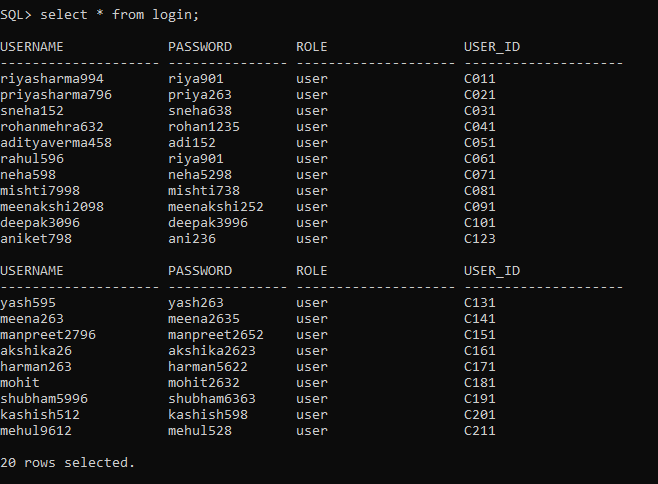 SQL> select * from login;
USERNAME PASSWORD ROLE USER_ID
-------------------- --------------- -------------------- --------------------
riyasharma994 riya901 user C011
priyasharma796 priya263 user C021
sneha152 sneha638 user C031
rohanmehra632 rohan1235 user C041
adityaverma458 adi152 user C051
rahul596 riya901 user C061
neha598 neha5298 user C071
mishti7998 mishti738 user C081
meenakshi2098 meenakshi252 user C091
deepak3096 deepak3996 user C101
aniket798 ani236 user C123
USERNAME PASSWORD ROLE USER_ID
-------------------- --------------- -------------------- --------------------
yash595 yash263 user C131
meena263 meena2635 user C141
manpreet2796 manpreet2652 user C151
akshika26 akshika2623 user C161
harman263 harman5622 user C171
mohit mohit2632 user C181
shubham5996 shubham6363 user C191
kashish512 kashish598 user C201
mehul9612 mehul528 user C211
20 rows selected.